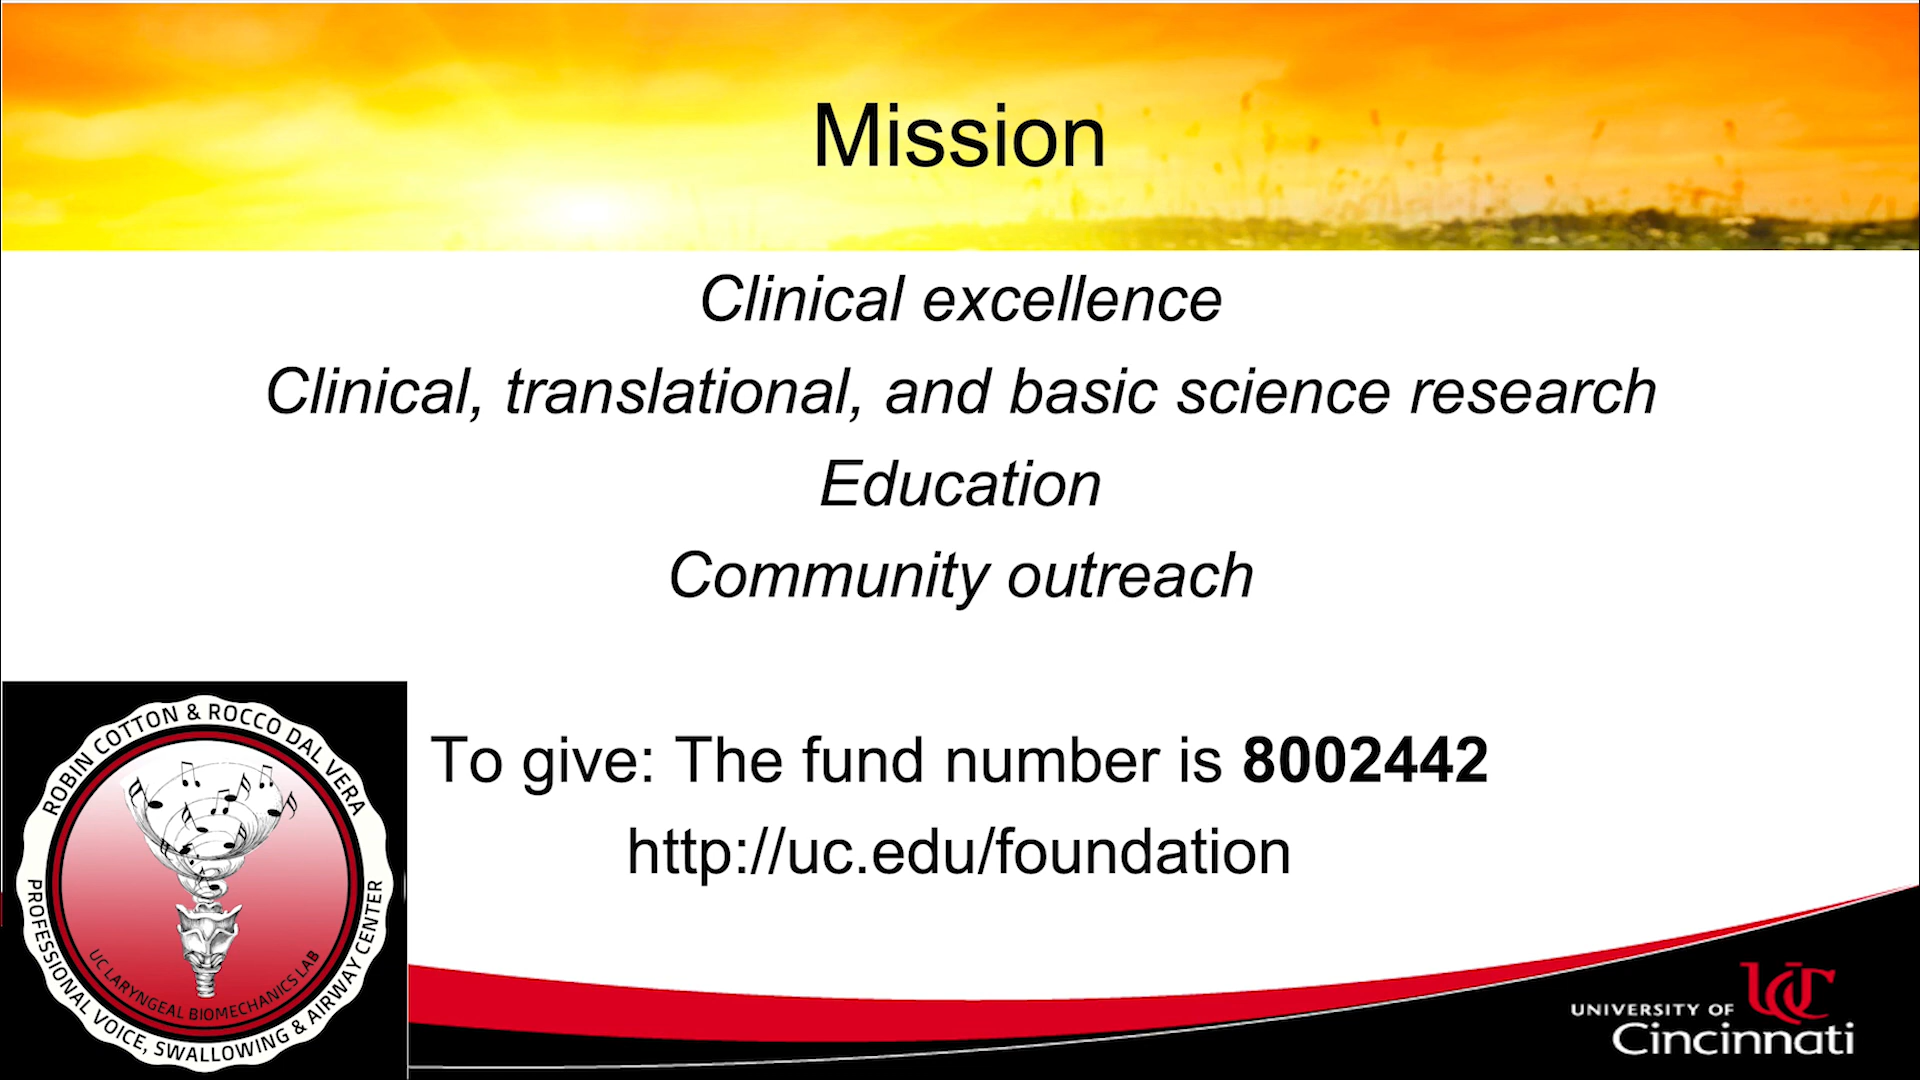 Mission
Clinical excellence
Clinical, translational, and basic science research
Education
Community outreach
To give: The fund number is 8002442
http://uc.edu/foundation
ROBIN COTTON & ROCCO DAL VERA
PROFESSIONAL VOICE, SWALLOWING & AIRWAY CENTER
UC LARYNGEAL BIOMECHANICS LAB
UC
UNIVERSITY OF
Cincinnati